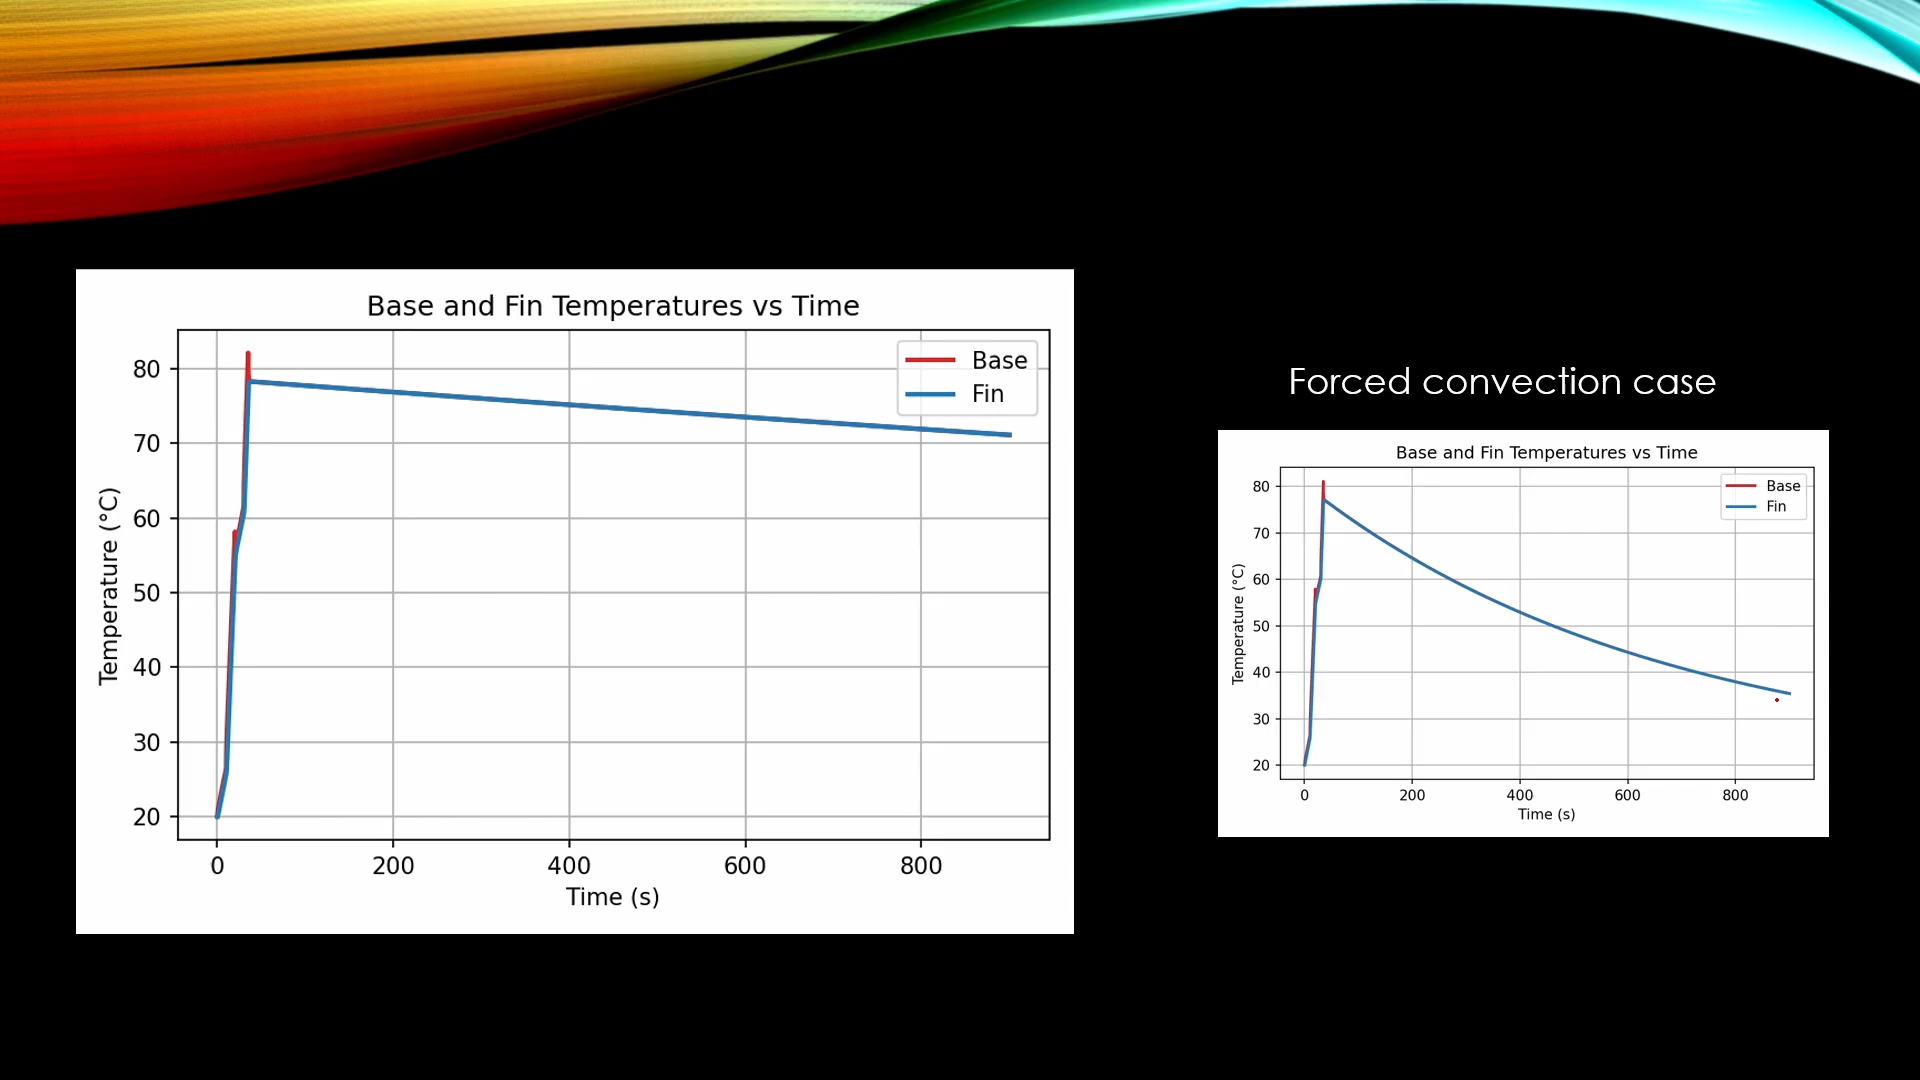 Base and Fin Temperatures vs Time
Base
Fin
80
70
60
50
40
30
20
Temperature (°C)
0 200 400 600 800
Time (s)
Forced convection case
Base and Fin Temperatures vs Time
Base
Fin
80
70
60
50
40
30
20
Temperature (°C)
0 200 400 600 800
Time (s)